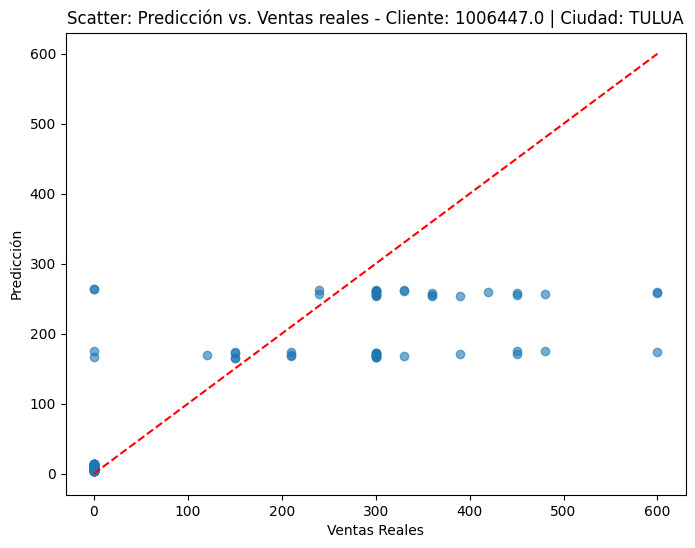 Scatter: Predicción vs. Ventas reales - Cliente: 1006447.0 | Ciudad: TULUA
600
500
400
300
200
100
0
Predicción
0 100 200 300 400 500 600
Ventas Reales